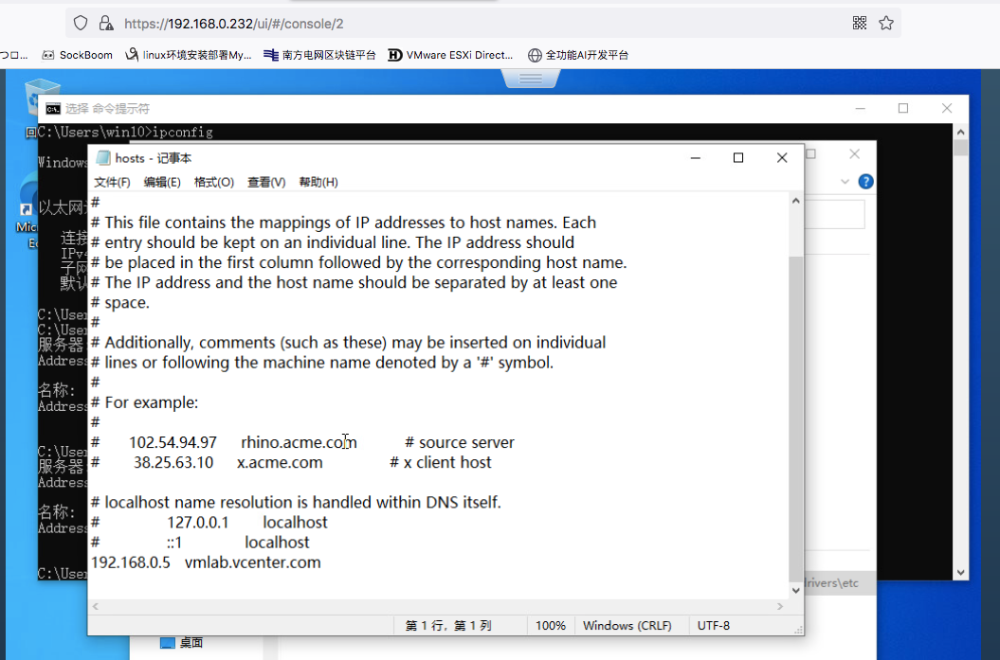 https://192.168.0.232/ui/#/console/2
SockBoom
linux环境安装部署My...
南方电网区块链平台
VMware ESXi Direct...
全功能AI开发平台
选择 命令提示符
C:\Users\win10>ipconfig
Windows
以太网
连接
子网
默认
C:\User
C:\User
服务器
Address
名称:
Address
C:\User
服务器
Address
名称:
Address
C:\User
hosts - 记事本
文件(F) 编辑(E) 格式(O) 查看(V) 帮助(H)
#
# This file contains the mappings of IP addresses to host names. Each
# entry should be kept on an individual line. The IP address should
# be placed in the first column followed by the corresponding host name.
# The IP address and the host name should be separated by at least one
# space.
#
# Additionally, comments (such as these) may be inserted on individual
# lines or following the machine name denoted by a '#' symbol.
#
# For example:
#
# 102.54.94.97 rhino.acme.com # source server
# 38.25.63.10 x.acme.com # x client host
# localhost name resolution is handled within DNS itself.
# 127.0.0.1 localhost
# ::1 localhost
192.168.0.5 vmlab.vcenter.com
第 1 行，第 1 列 100% Windows (CRLF) UTF-8
rivers\etc
桌面